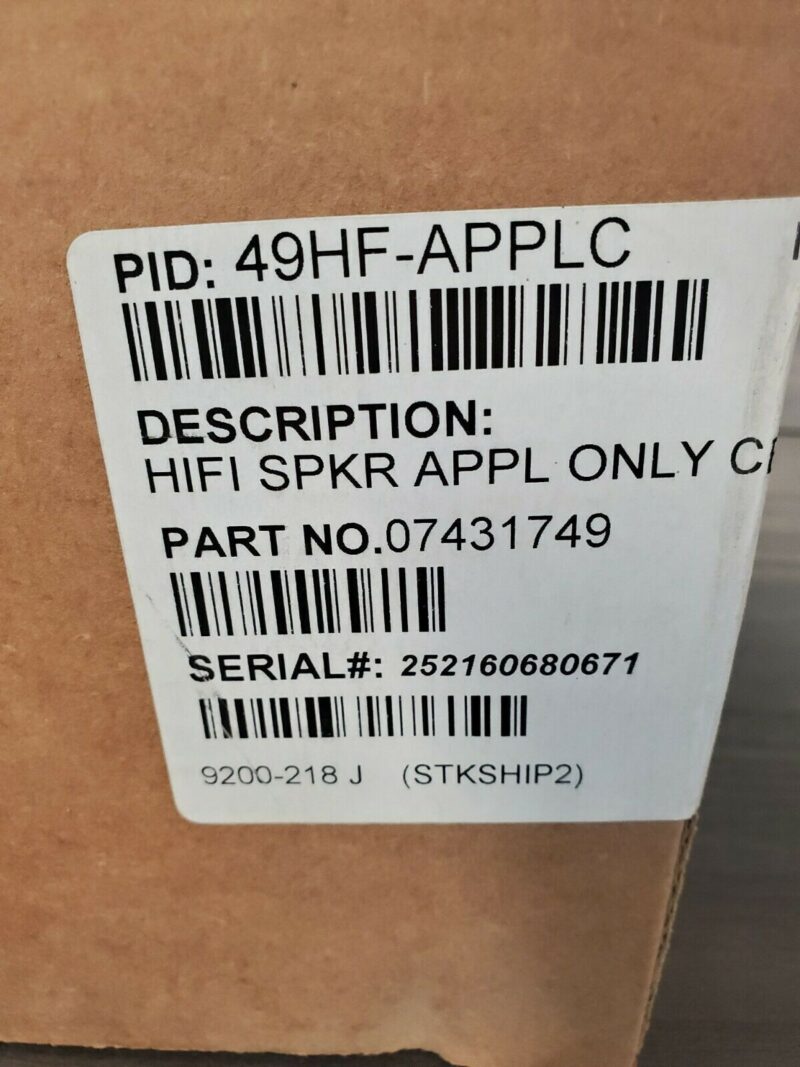 PID: 49HF-APPLC
DESCRIPTION:
HIFI SPKR APPL ONLY
PART NO.07431749
SERIAL#: 252160680671
9200-218 J (STKSHIP2)